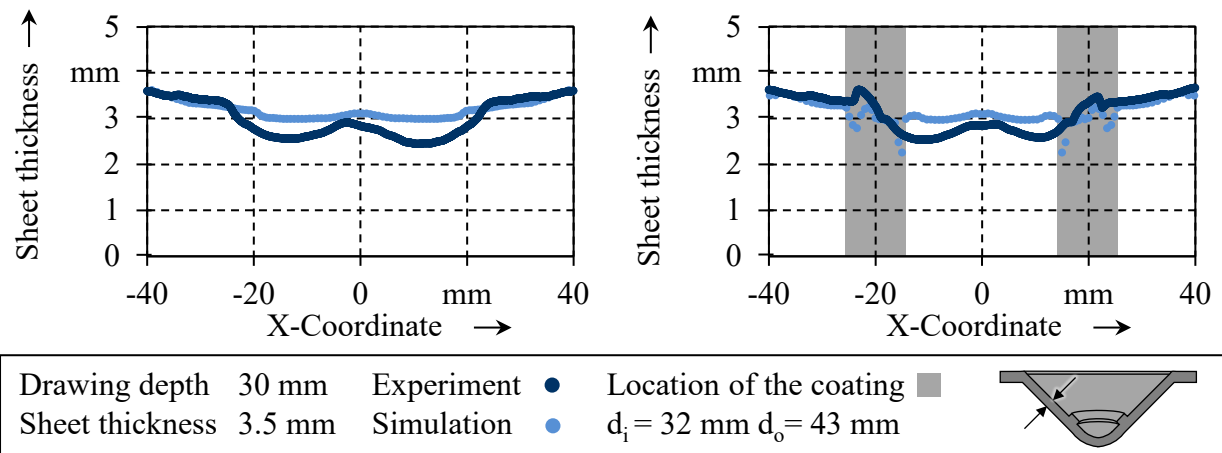 Sheet thickness
5
mm
3
2
1
0
-40 -20 0 mm 40
X-Coordinate
Sheet thickness
5
mm
3
2
1
0
-40 -20 0 mm 40
X-Coordinate
Drawing depth 30 mm Experiment Location of the coating
Sheet thickness 3.5 mm Simulation di = 32 mm do= 43 mm